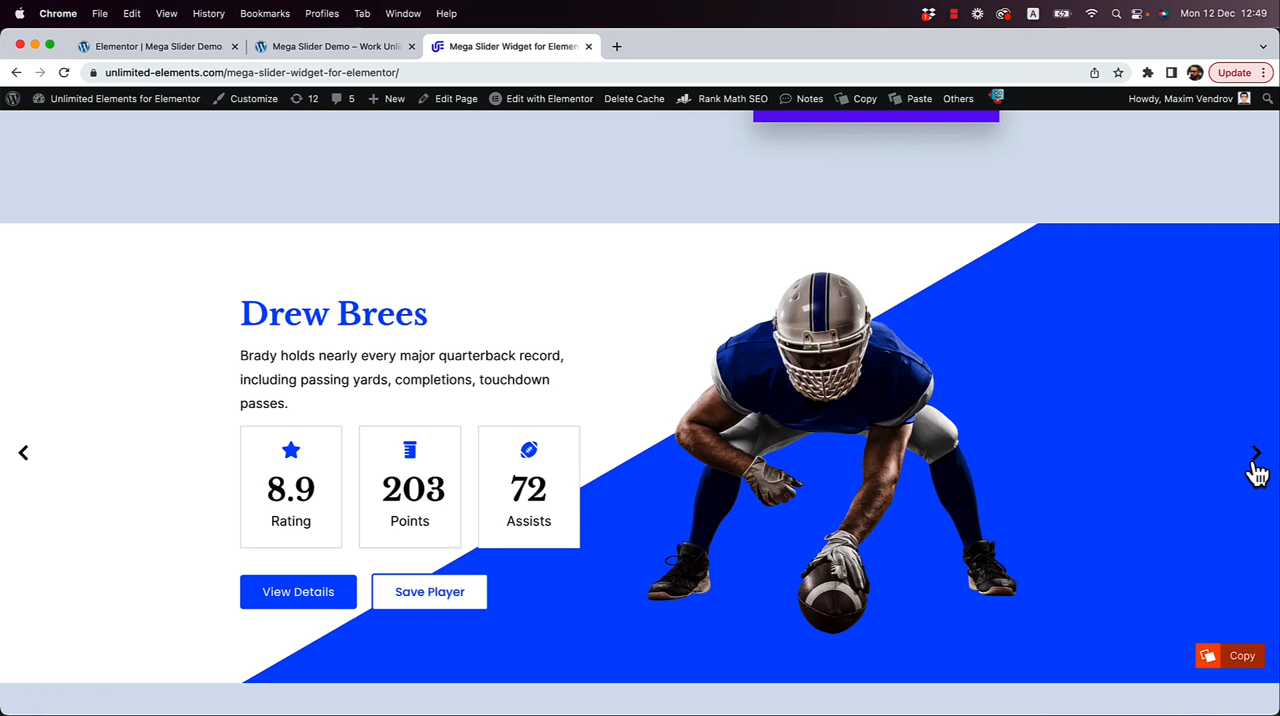 Chrome File Edit View History Bookmarks Profiles Tab Window Help A Mon 12 Dec 12:49
Elementor | Mega Slider Demo Mega Slider Demo – Work Unli Mega Slider Widget for Elemen
unlimited-elements.com/mega-slider-widget-for-elementor/ Update
Unlimited Elements for Elementor Customize 12 5 New Edit Page Edit with Elementor Delete Cache Rank Math SEO Notes Copy Paste Others Howdy, Maxim Vendrov
Drew Brees
Brady holds nearly every major quarterback record,
including passing yards, completions, touchdown
passes.
8.9 203 72
Rating Points Assists
View Details Save Player
Copy